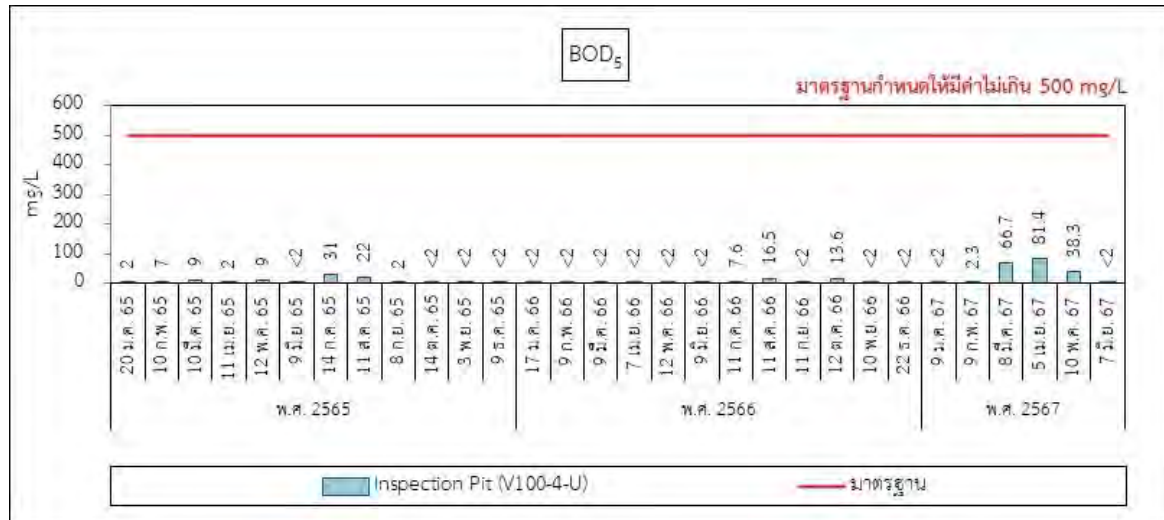 BOD5
มาตรฐานกำหนดให้มีค่าไม่เกิน 500 mg/L
mg/L
600
500
400
300
200
100
0
2 7 9 2 9 <2 31 22 2 <2 <2 <2 <2 <2 <2 <2 <2 <2 7.6 16.5 <2 13.6 <2 <2 <2 2.3 66.7 81.4 38.3 <2
20 ม.ค. 65
10 ก.พ. 65
10 มี.ค. 65
11 เม.ย. 65
12 พ.ค. 65
9 มิ.ย. 65
14 ก.ค. 65
11 ส.ค. 65
8 ก.ย. 65
14 ต.ค. 65
3 พ.ย. 65
9 ธ.ค. 65
17 ม.ค. 66
9 ก.พ. 66
9 มี.ค. 66
7 เม.ย. 66
12 พ.ค. 66
9 มิ.ย. 66
11 ก.ค. 66
11 ส.ค. 66
11 ก.ย. 66
12 ต.ค. 66
10 พ.ย. 66
22 ธ.ค. 66
9 ม.ค. 67
9 ก.พ. 67
8 มี.ค. 67
5 เม.ย. 67
10 พ.ค. 67
7 มิ.ย. 67
พ.ศ. 2565 พ.ศ. 2566 พ.ศ. 2567
Inspection Pit (V100-4-U) มาตรฐาน